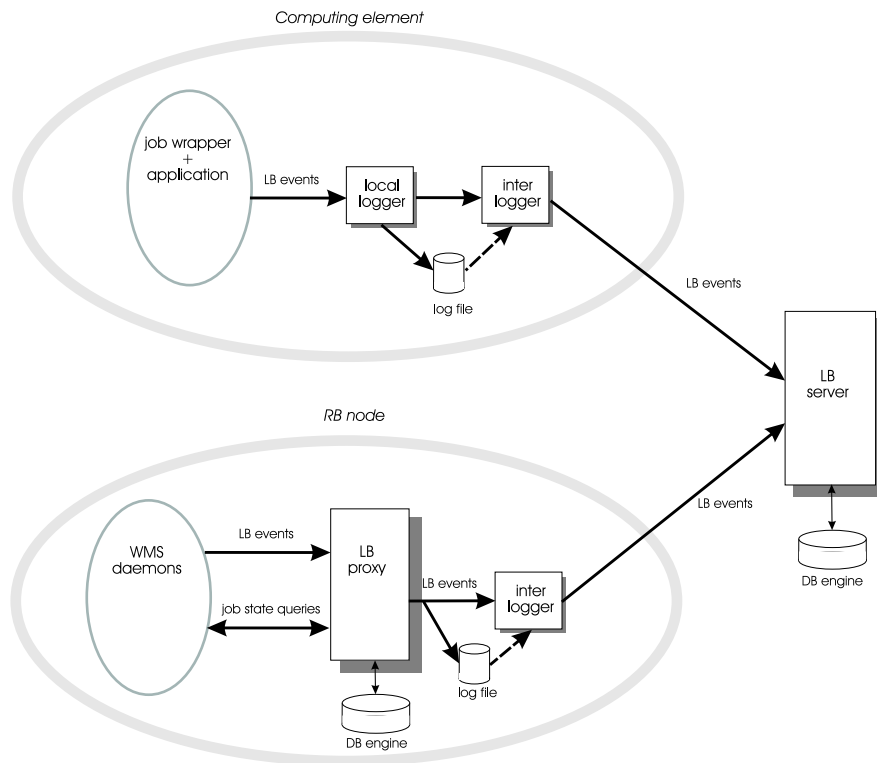 Computing element
job wrapper
+
application
LB events
local
logger
inter
logger
log file
LB events
LB
server
DB engine
RB node
WMS
daemons
LB events
job state queries
LB
proxy
LB events
inter
logger
log file
DB engine
LB events